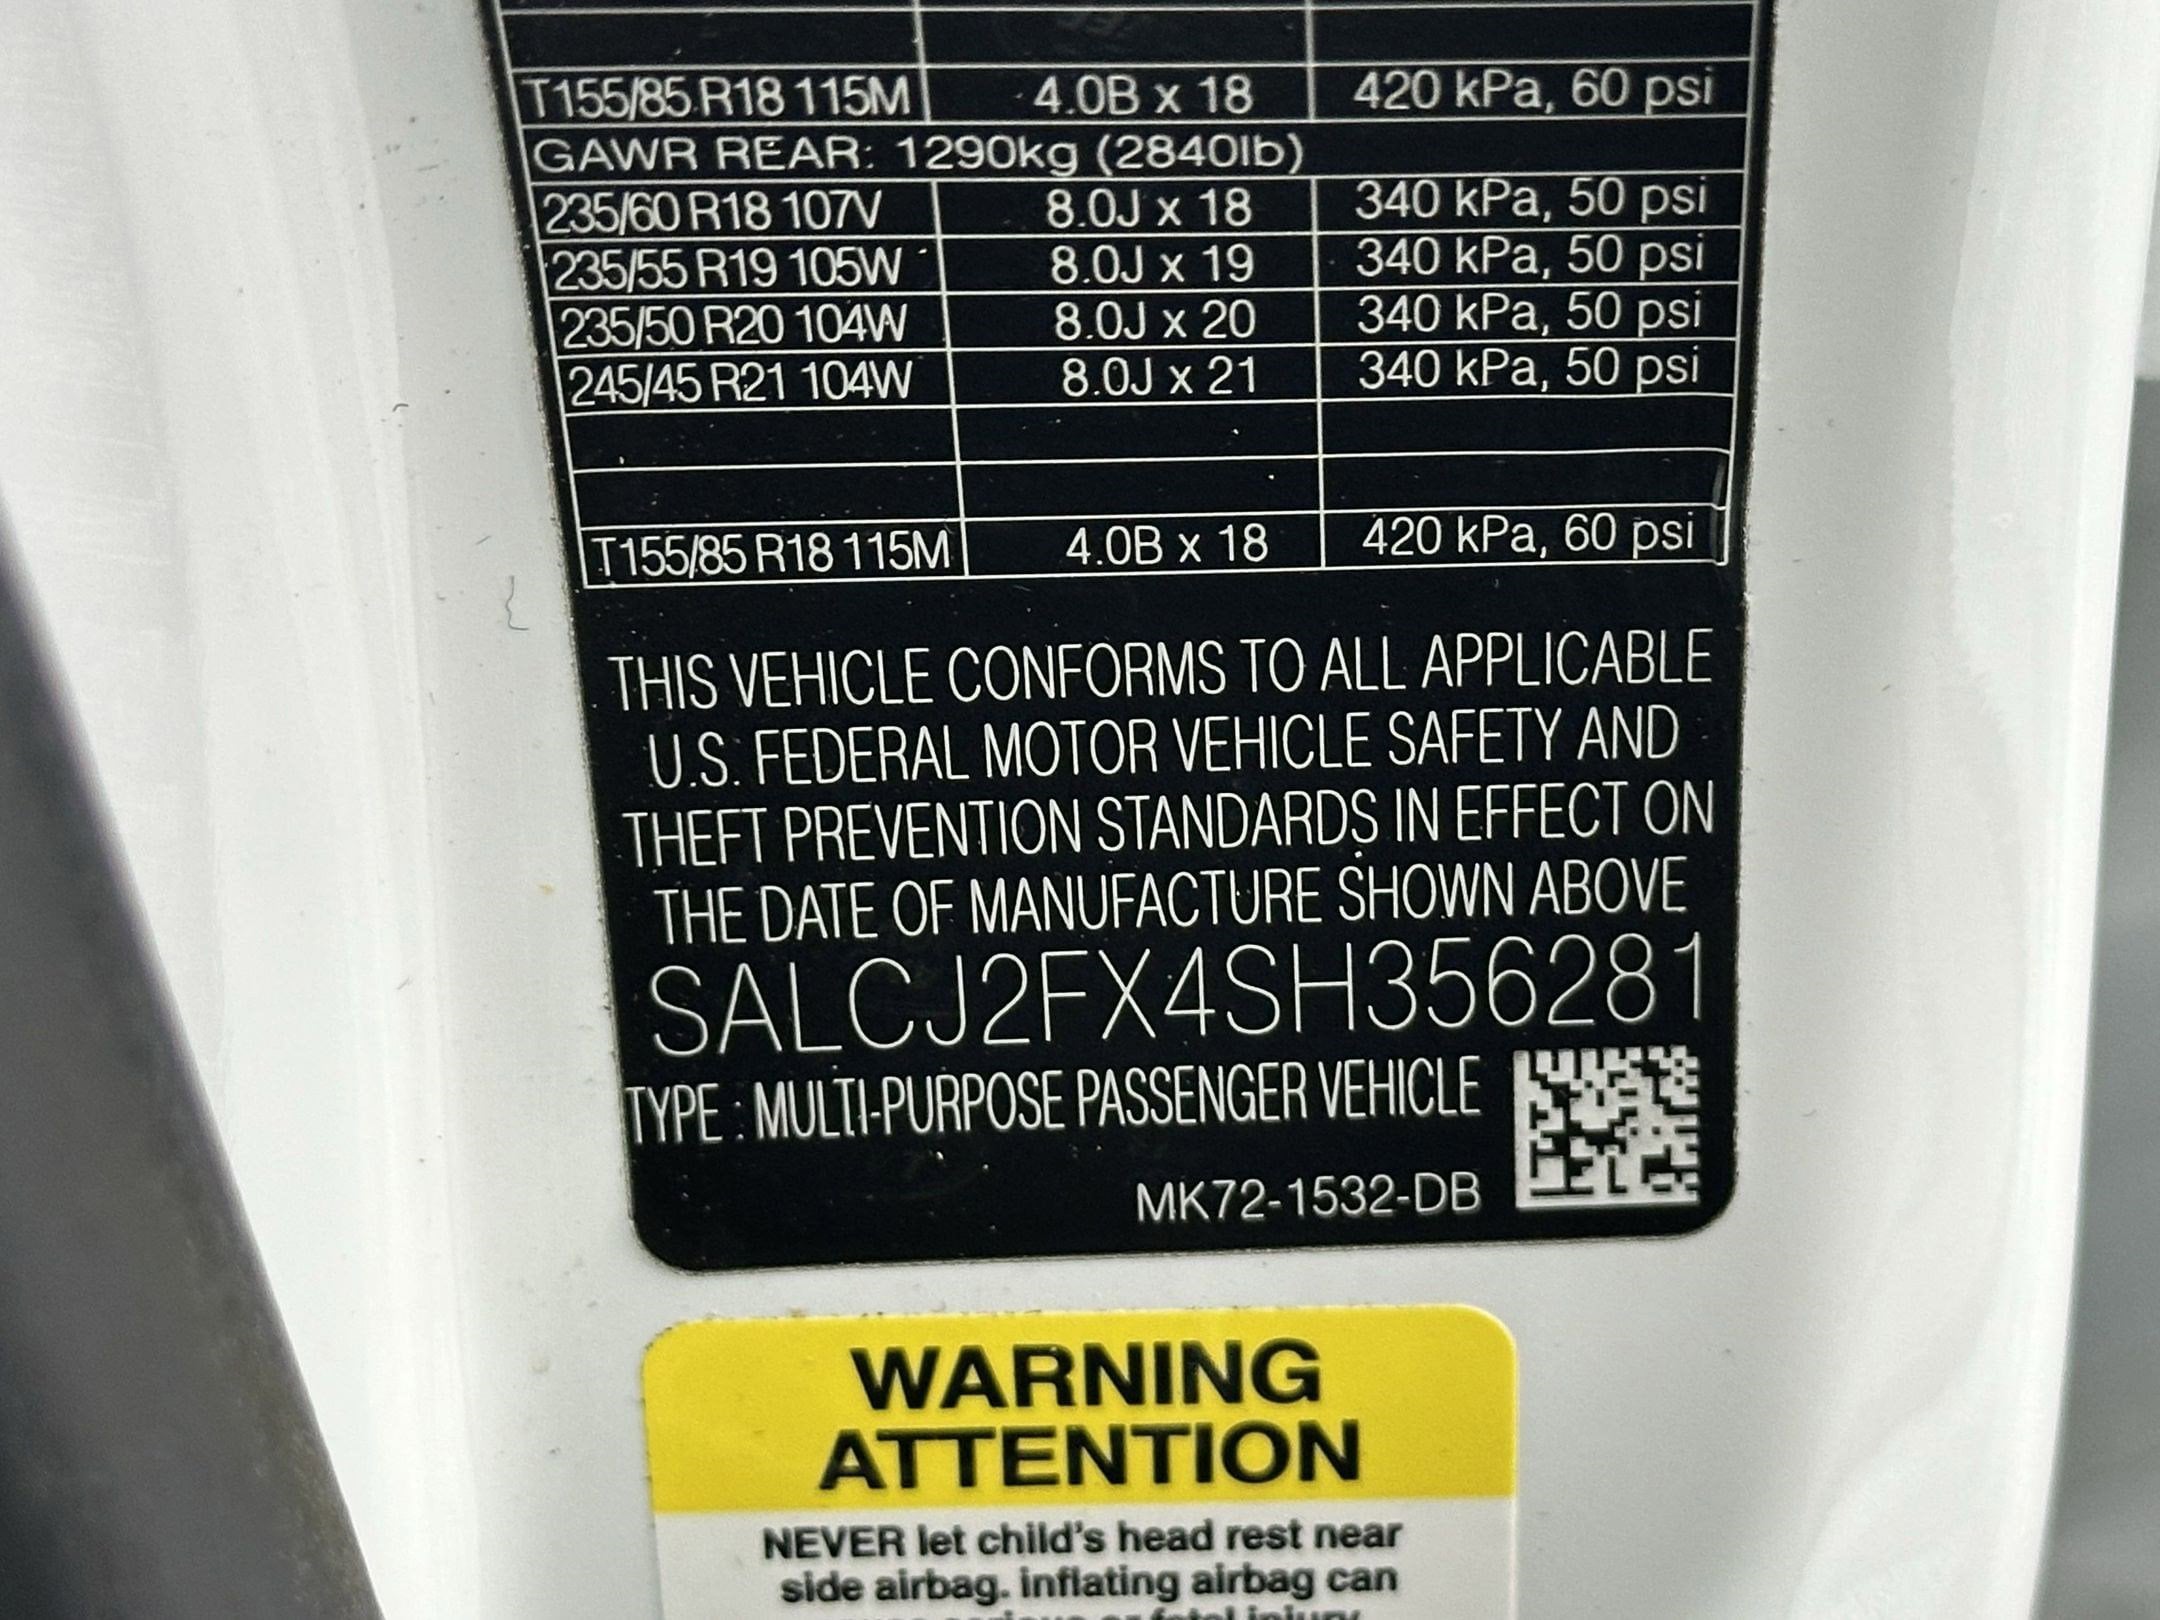 T155/85 R18 115M 4.0B x 18 420 kPa, 60 psi
GAWR REAR: 1290kg (2840lb)
235/60 R18 107V 8.0J x 18 340 kPa, 50 psi
235/55 R19 105W 8.0J x 19 340 kPa, 50 psi
235/50 R20 104W 8.0J x 20 340 kPa, 50 psi
245/45 R21 104W 8.0J x 21 340 kPa, 50 psi
T155/85 R18 115M 4.0B x 18 420 kPa, 60 psi
THIS VEHICLE CONFORMS TO ALL APPLICABLE
U.S. FEDERAL MOTOR VEHICLE SAFETY AND
THEFT PREVENTION STANDARDS IN EFFECT ON
THE DATE OF MANUFACTURE SHOWN ABOVE
SALCJ2FX4SH356281
TYPE : MULTI-PURPOSE PASSENGER VEHICLE
MK72-1532-DB
WARNING
ATTENTION
NEVER let child's head rest near
side airbag. inflating airbag can
serious or fatal injury.